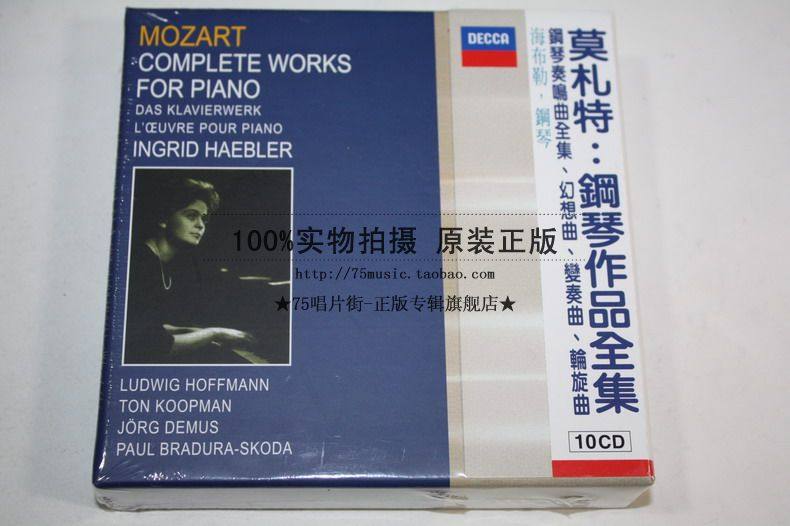 MOZART
COMPLETE WORKS
FOR PIANO
DAS KLAVIERWERK
L'ŒUVRE POUR PIANO
INGRID HAEBLER
LUDWIG HOFFMANN
TON KOOPMAN
JÖRG DEMUS
PAUL BRADURA-SKODA
DECCA
莫札特：鋼琴作品全集
鋼琴奏鳴曲全集、幻想曲、變奏曲、輪旋曲
海布勒，鋼琴
10CD
100%实物拍摄 原装正版
http://75music.taobao.com
★75唱片街-正版专辑旗舰店★